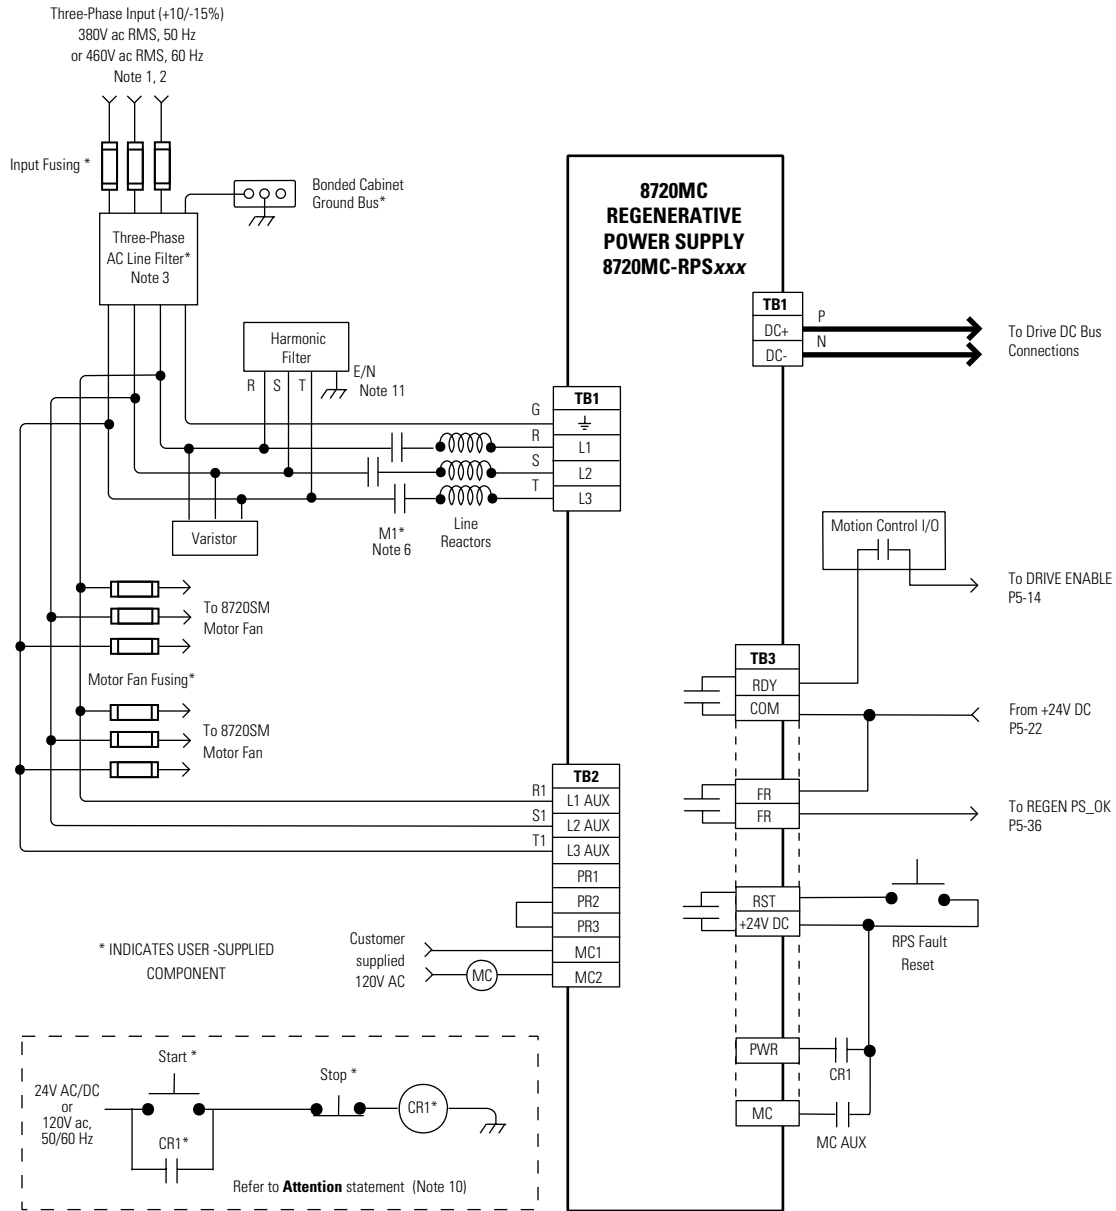 Three-Phase Input (+10/-15%)
380V ac RMS, 50 Hz
or 460V ac RMS, 60 Hz
Note 1, 2
Input Fusing *
Bonded Cabinet
Ground Bus*
Three-Phase
AC Line Filter*
Note 3
Harmonic
Filter
R S T
E/N
Note 11
8720MC
REGENERATIVE
POWER SUPPLY
8720MC-RPSxxx
TB1
DC+
DC-
P
N
To Drive DC Bus
Connections
TB1
G
R
L1
S
L2
T
L3
Varistor
M1*
Note 6
Line
Reactors
Motion Control I/O
To DRIVE ENABLE
P5-14
To 8720SM
Motor Fan
Motor Fan Fusing*
To 8720SM
Motor Fan
TB3
RDY
COM
From +24V DC
P5-22
FR
FR
To REGEN PS_OK
P5-36
TB2
R1
L1 AUX
S1
L2 AUX
T1
L3 AUX
PR1
PR2
PR3
MC1
MC2
RST
+24V DC
RPS Fault
Reset
* INDICATES USER -SUPPLIED
COMPONENT
Customer
supplied
120V AC
MC
PWR
CR1
MC
MC AUX
Start *
Stop *
24V AC/DC
or
120V ac,
50/60 Hz
CR1*
CR1*
Refer to Attention statement (Note 10)